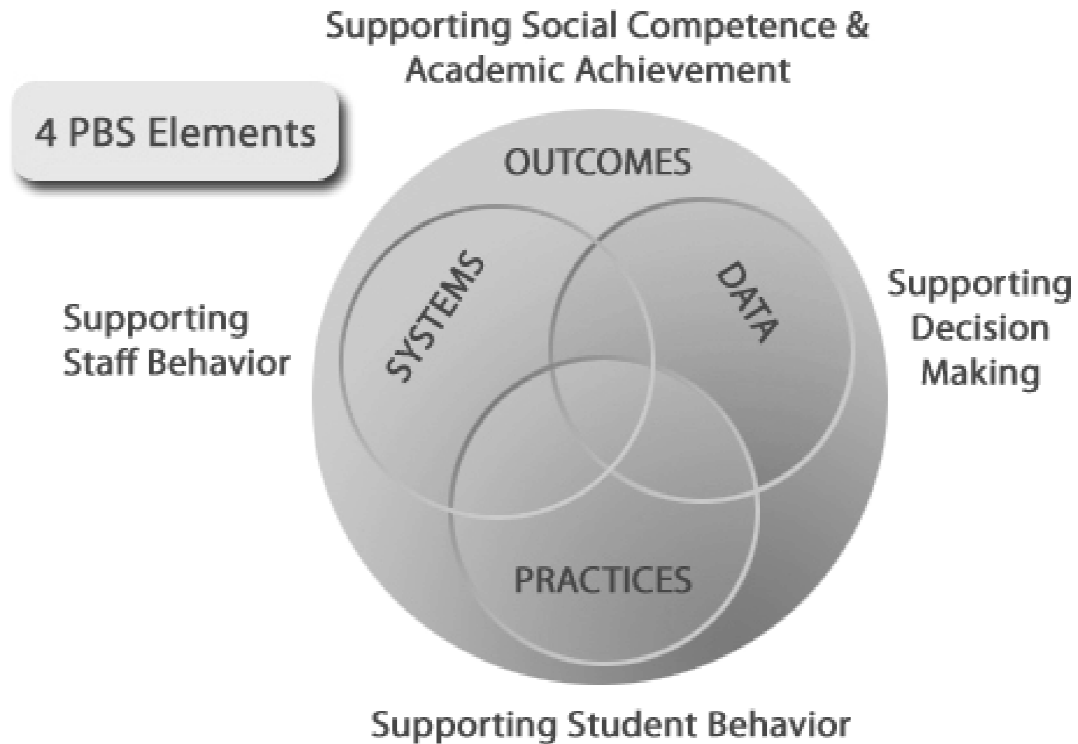 Supporting Social Competence &
Academic Achievement
4 PBS Elements
OUTCOMES
SYSTEMS
DATA
Supporting
Staff Behavior
Supporting
Decision
Making
PRACTICES
Supporting Student Behavior